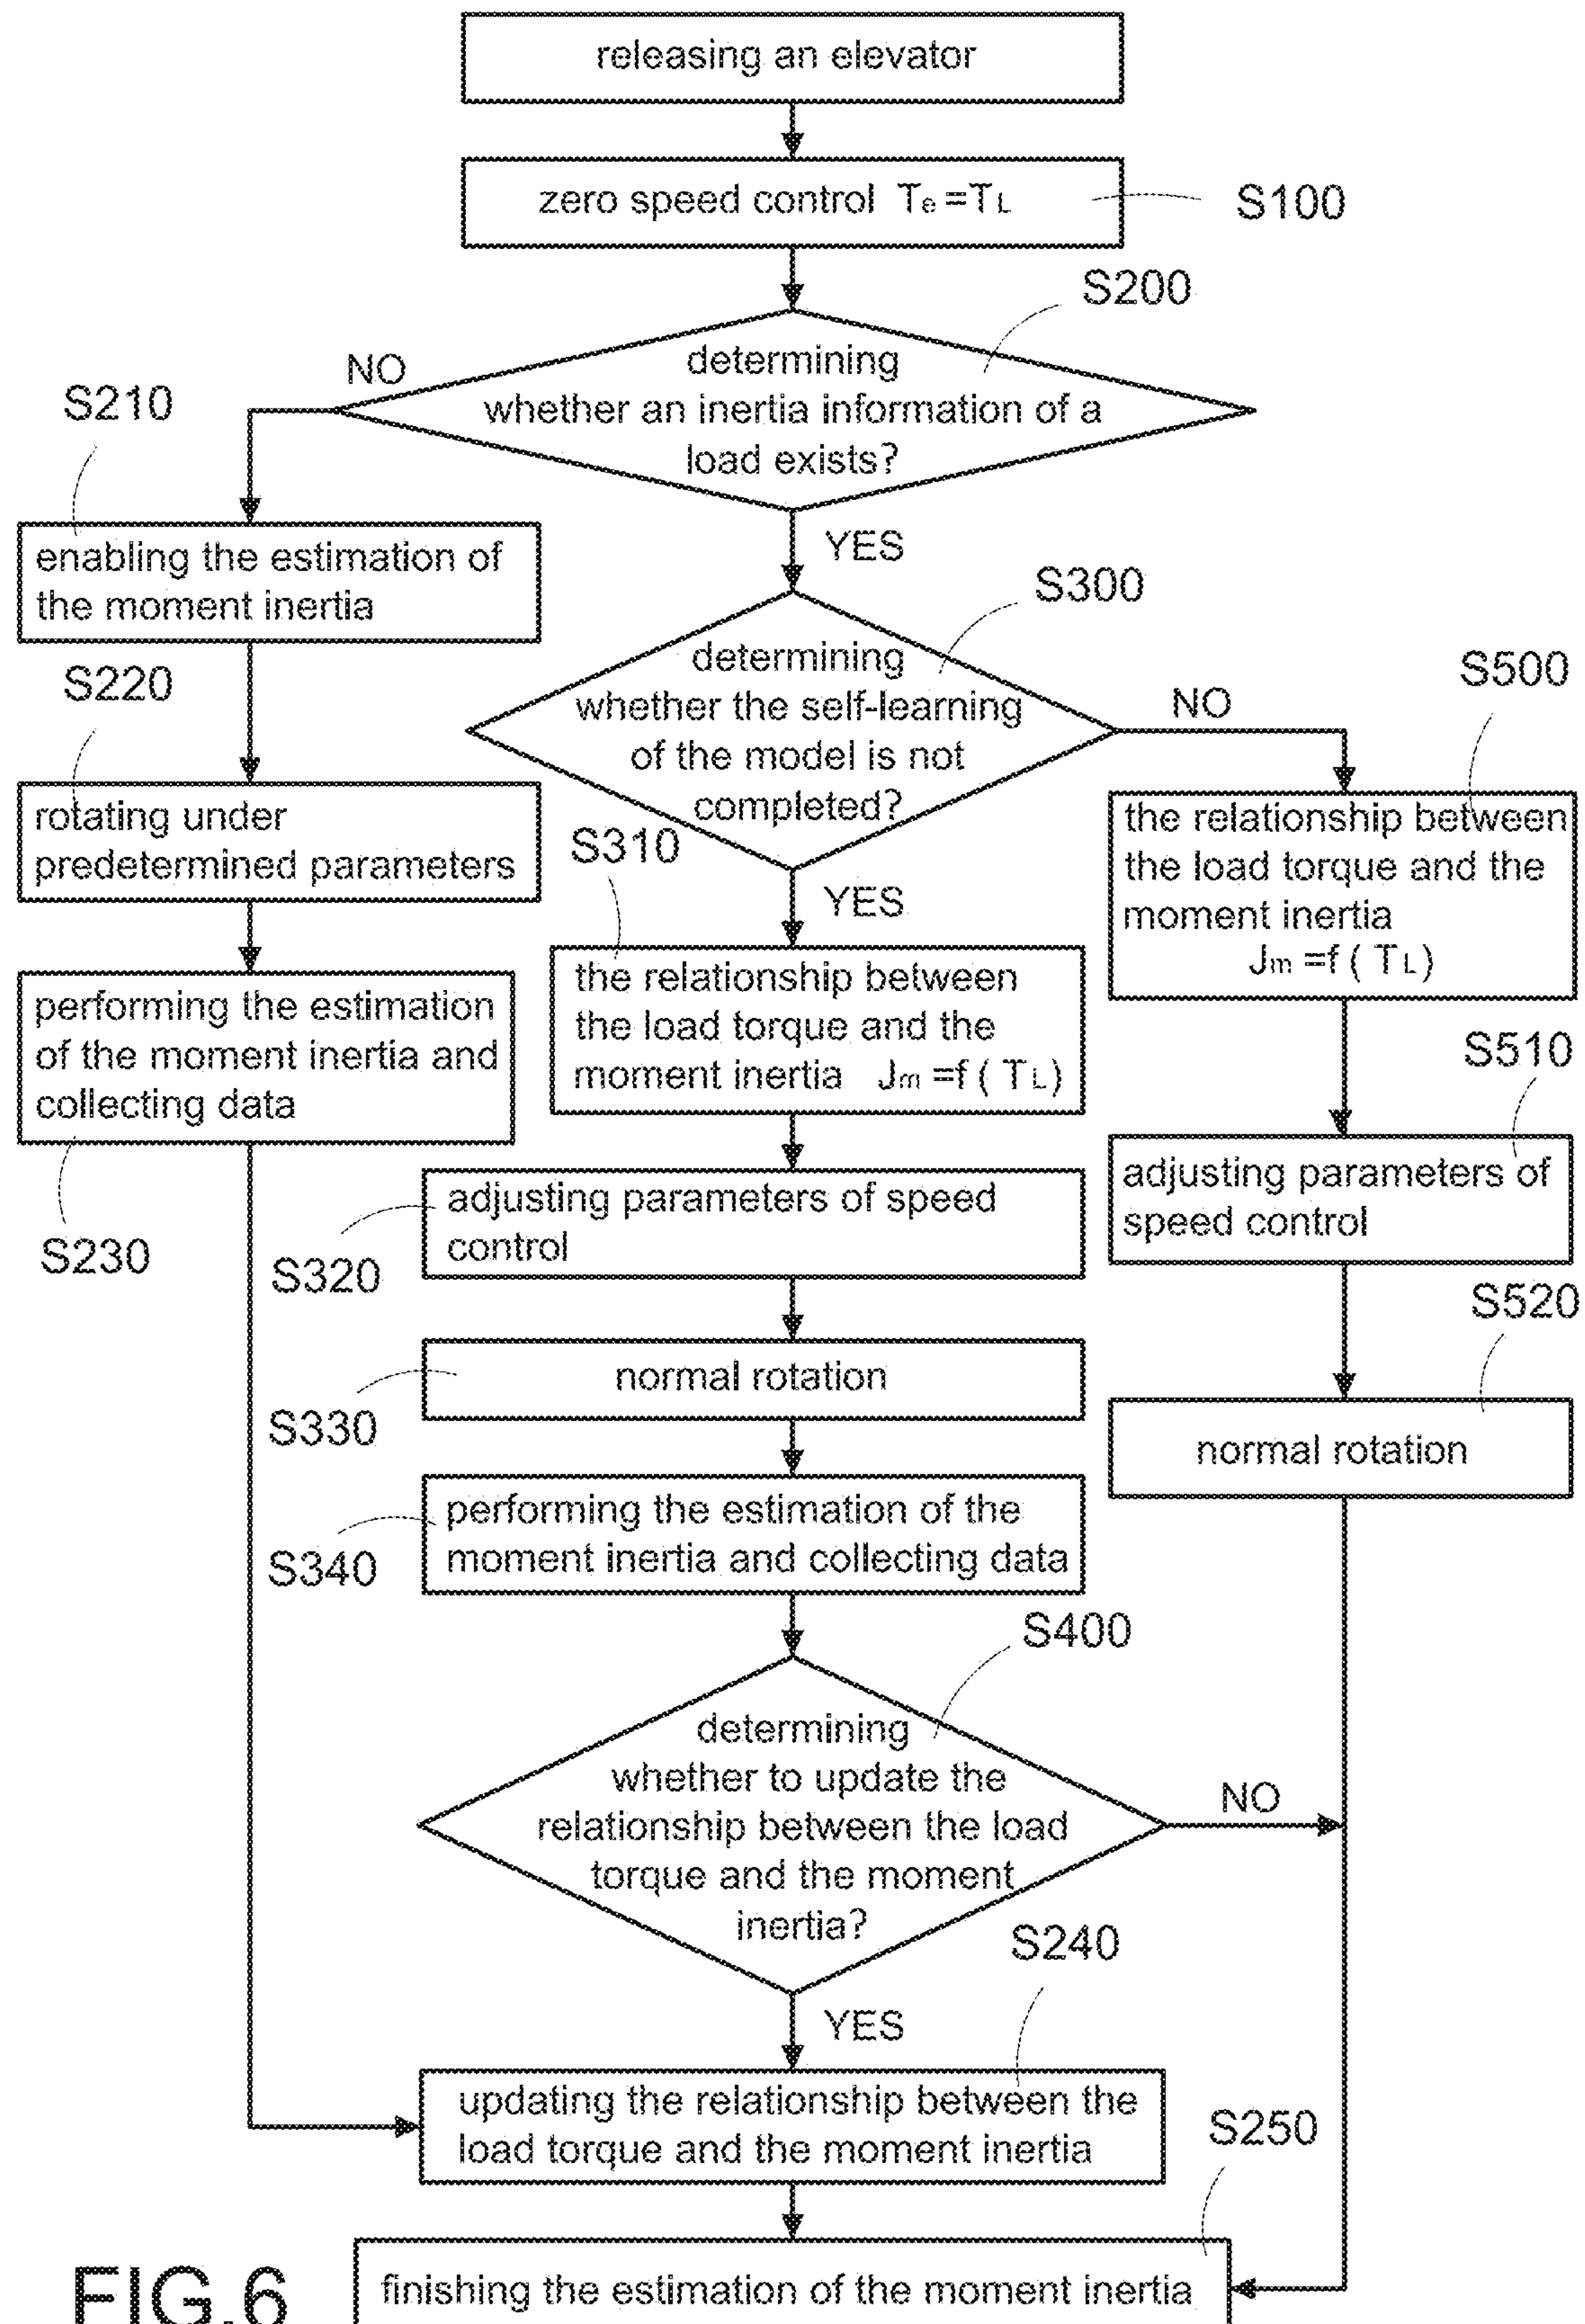 releasing an elevator
zero speed control Te =TL
S100
S200
determining
whether an inertia information of a
load exists?
NO
S210
enabling the estimation of
the moment inertia
YES
S300
S220
determining
whether the self-learning
of the model is not
completed?
NO
S500
rotating under
predetermined parameters
S310
YES
the relationship between
the load torque and the
moment inertia
Jm =f ( TL)
performing the estimation
of the moment inertia and
collecting data
S230
the relationship between
the load torque and the
moment inertia Jm =f ( TL)
S510
adjusting parameters of
speed control
S320
adjusting parameters of speed
control
S520
S330
normal rotation
normal rotation
S340
performing the estimation of the
moment inertia and collecting data
S400
determining
whether to update the
relationship between the load
torque and the moment
inertia?
NO
S240
YES
updating the relationship between the
load torque and the moment inertia
S250
finishing the estimation of the moment inertia
FIG.6